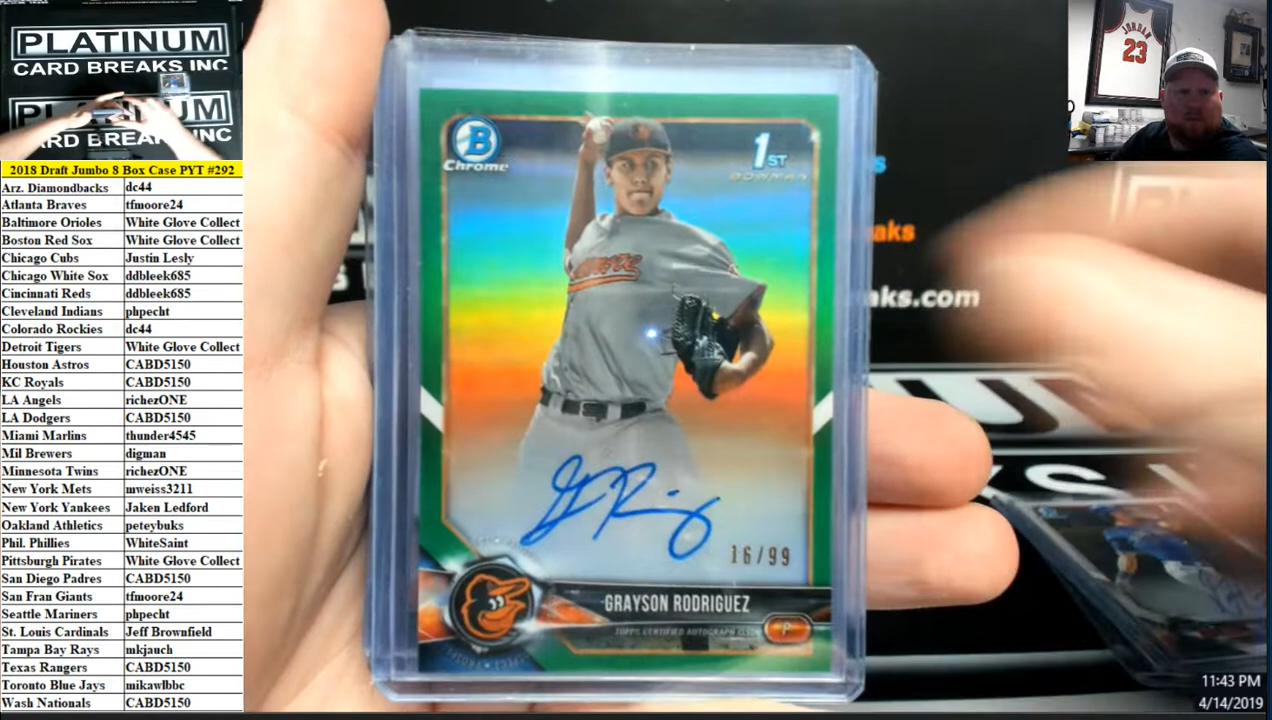 PLATINUM
CARD BREAKS INC
PLATINUM
CARD BREAKS INC
2018 Draft Jumbo 8 Box Case PYT #292
Arz. Diamondbacks dc44
Atlanta Braves tfmoore24
Baltimore Orioles White Glove Collect
Boston Red Sox White Glove Collect
Chicago Cubs Justin Lesly
Chicago White Sox ddbleek685
Cincinnati Reds ddbleek685
Cleveland Indians phpecht
Colorado Rockies dc44
Detroit Tigers White Glove Collect
Houston Astros CABD5150
KC Royals CABD5150
LA Angels richezONE
LA Dodgers CABD5150
Miami Marlins thunder4545
Mil Brewers digman
Minnesota Twins richezONE
New York Mets mweiss3211
New York Yankees Jaken Ledford
Oakland Athletics peteybuks
Phil. Phillies WhiteSaint
Pittsburgh Pirates White Glove Collect
San Diego Padres CABD5150
San Fran Giants tfmoore24
Seattle Mariners phpecht
St. Louis Cardinals Jeff Brownfield
Tampa Bay Rays mkjauch
Texas Rangers CABD5150
Toronto Blue Jays mikawlbbc
Wash Nationals CABD5150
B
Chrome
1ST
BOWMAN
16/99
GRAYSON RODRIGUEZ
TOPPS CERTIFIED AUTOGRAPH ISSUE
P
JORDAN
23
aks
ks.com
11:43 PM
4/14/2019